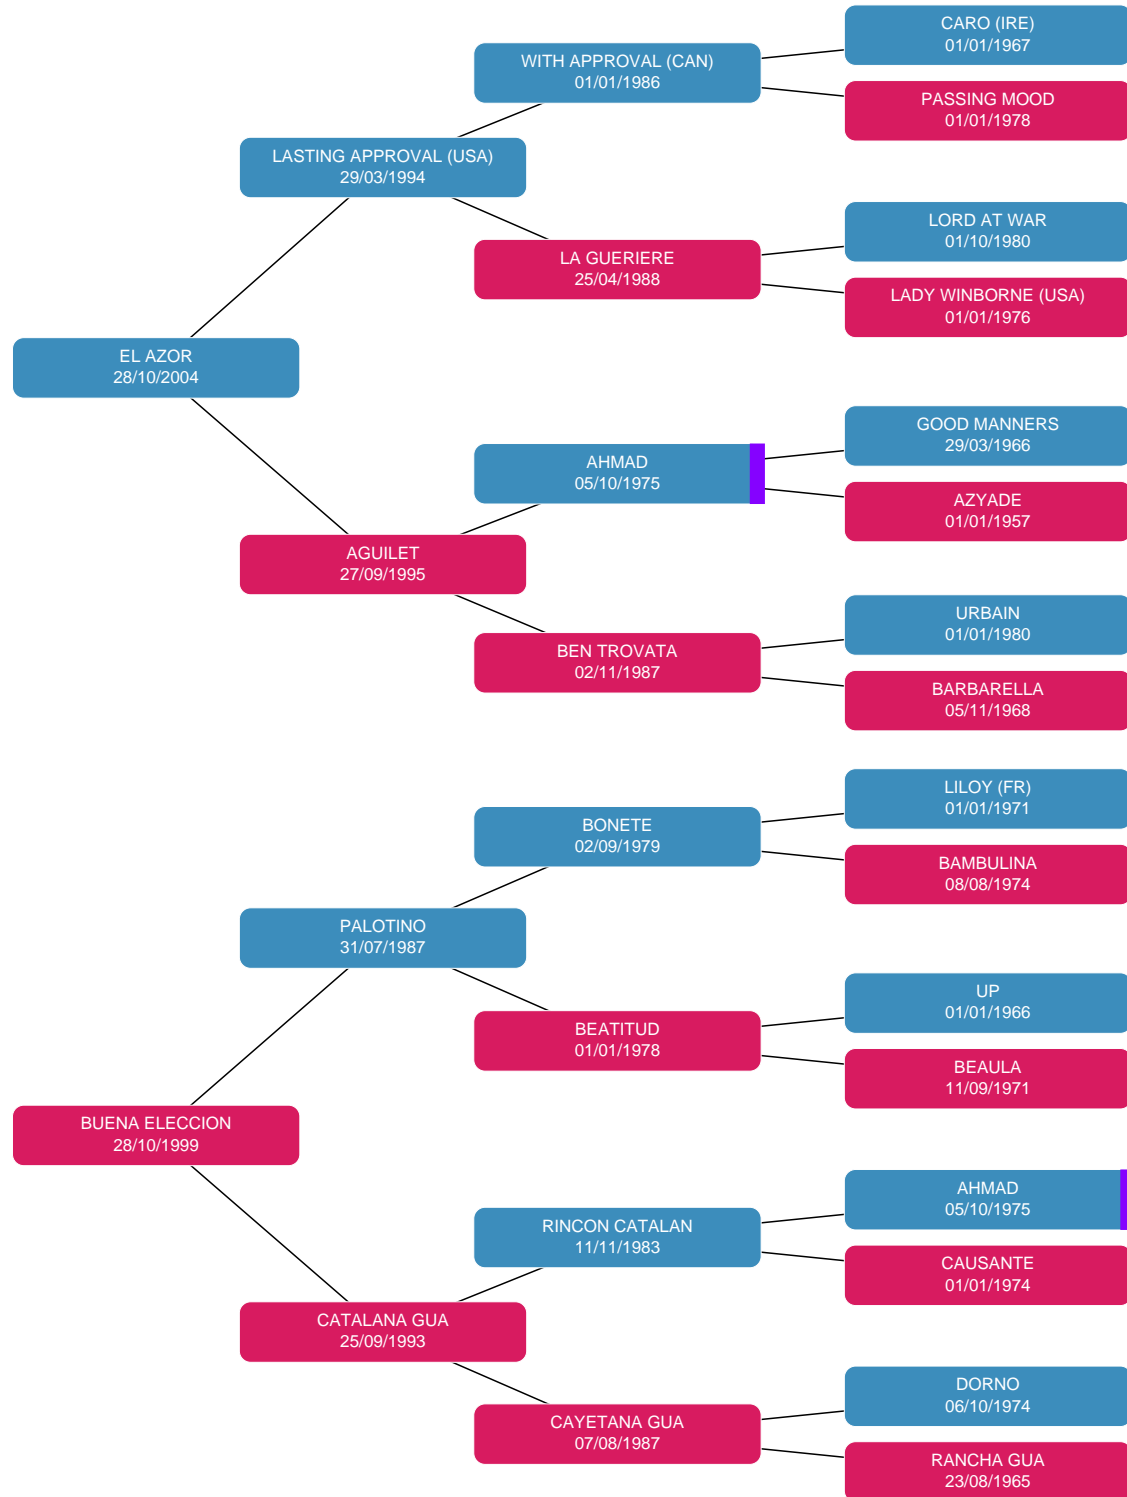 CARO (IRE)
01/01/1967
WITH APPROVAL (CAN)
01/01/1986
PASSING MOOD
01/01/1978
LASTING APPROVAL (USA)
29/03/1994
LORD AT WAR
01/10/1980
LA GUERIERE
25/04/1988
LADY WINBORNE (USA)
01/01/1976
EL AZOR
28/10/2004
GOOD MANNERS
29/03/1966
AHMAD
05/10/1975
AZYADE
01/01/1957
AGUILET
27/09/1995
URBAIN
01/01/1980
BEN TROVATA
02/11/1987
BARBARELLA
05/11/1968
LILOY (FR)
01/01/1971
BONETE
02/09/1979
BAMBULINA
08/08/1974
PALOTINO
31/07/1987
UP
01/01/1966
BEATITUD
01/01/1978
BEAULA
11/09/1971
BUENA ELECCION
28/10/1999
AHMAD
05/10/1975
RINCON CATALAN
11/11/1983
CAUSANTE
01/01/1974
CATALANA GUA
25/09/1993
DORNO
06/10/1974
CAYETANA GUA
07/08/1987
RANCHA GUA
23/08/1965